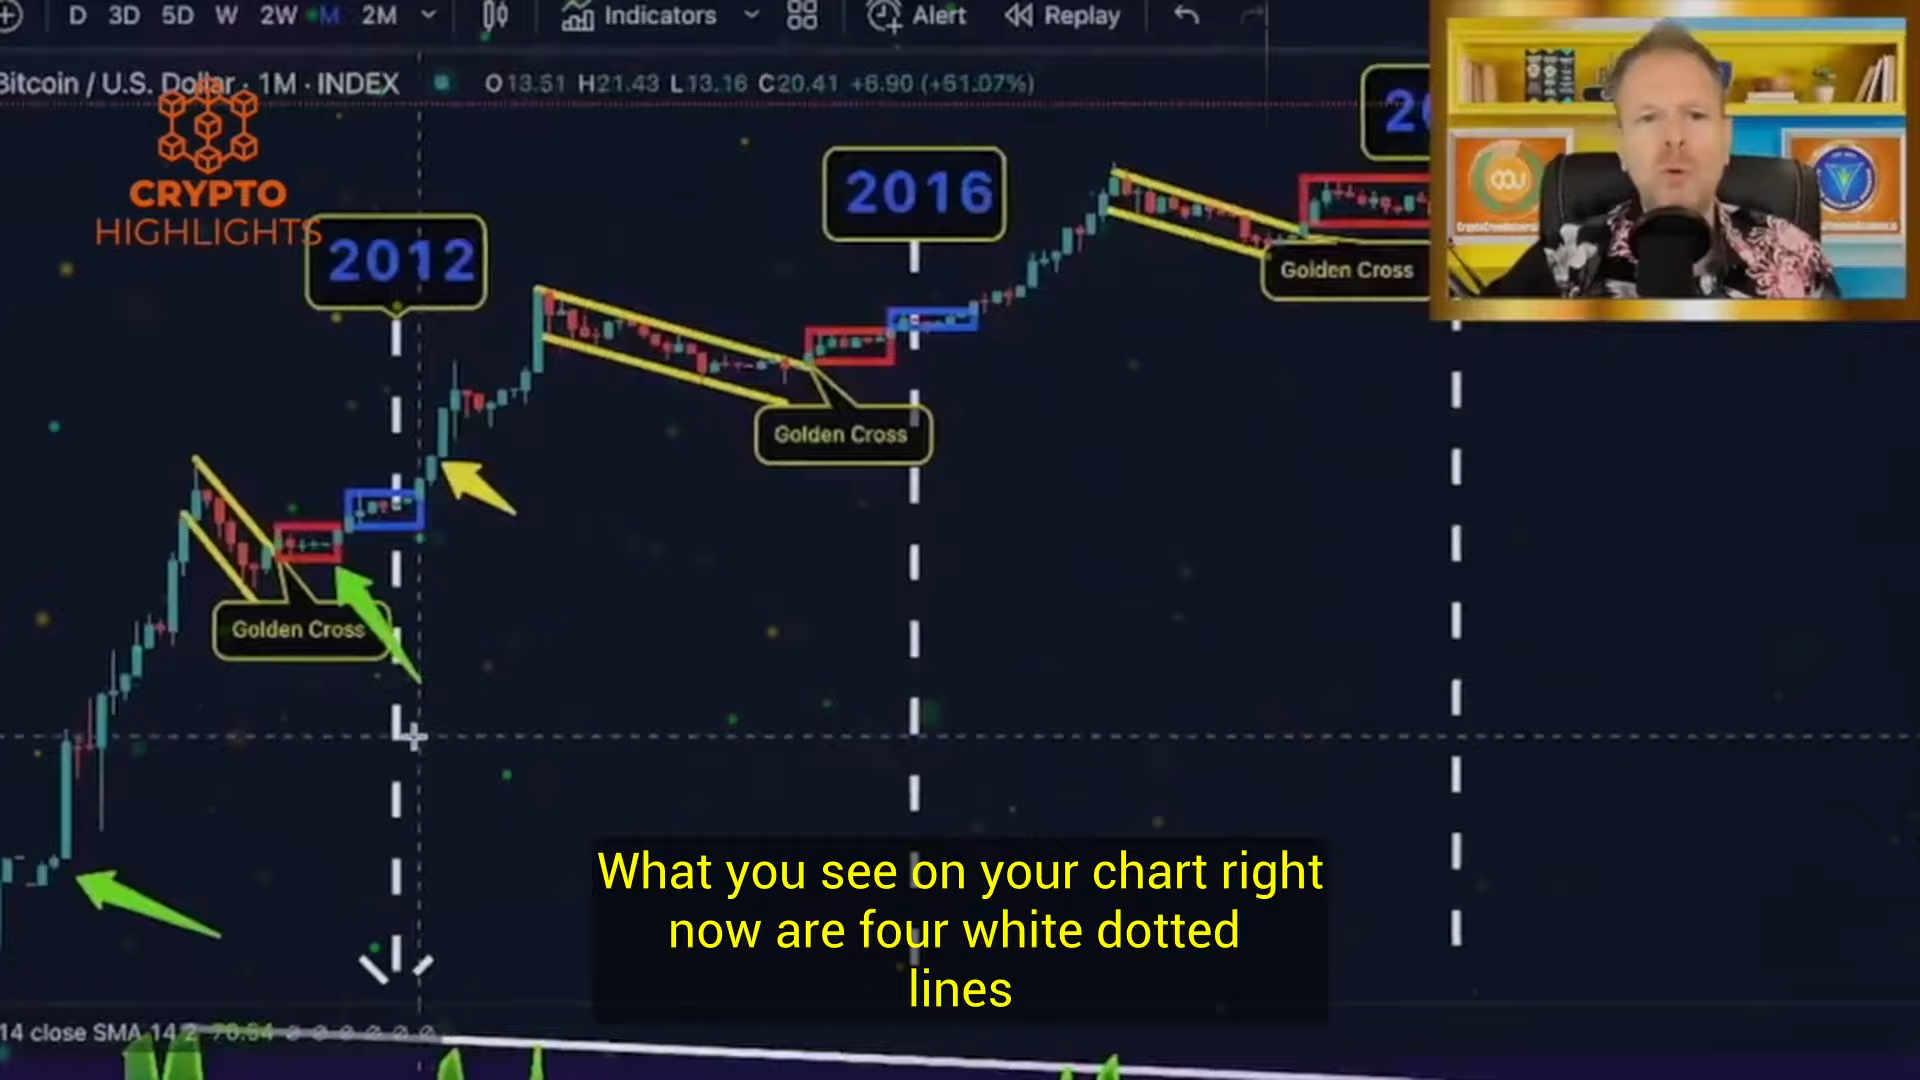 D 3D 5D W 2W M 2M Indicators Alert Replay
Bitcoin / U.S. Dollar · 1M · INDEX O13.51 H21.43 L13.16 C20.41 +6.90 (+51.07%)
CRYPTO
HIGHLIGHTS
2012
2016
Golden Cross
Golden Cross
Golden Cross
What you see on your chart right
now are four white dotted
lines
14 close SMA 14 2